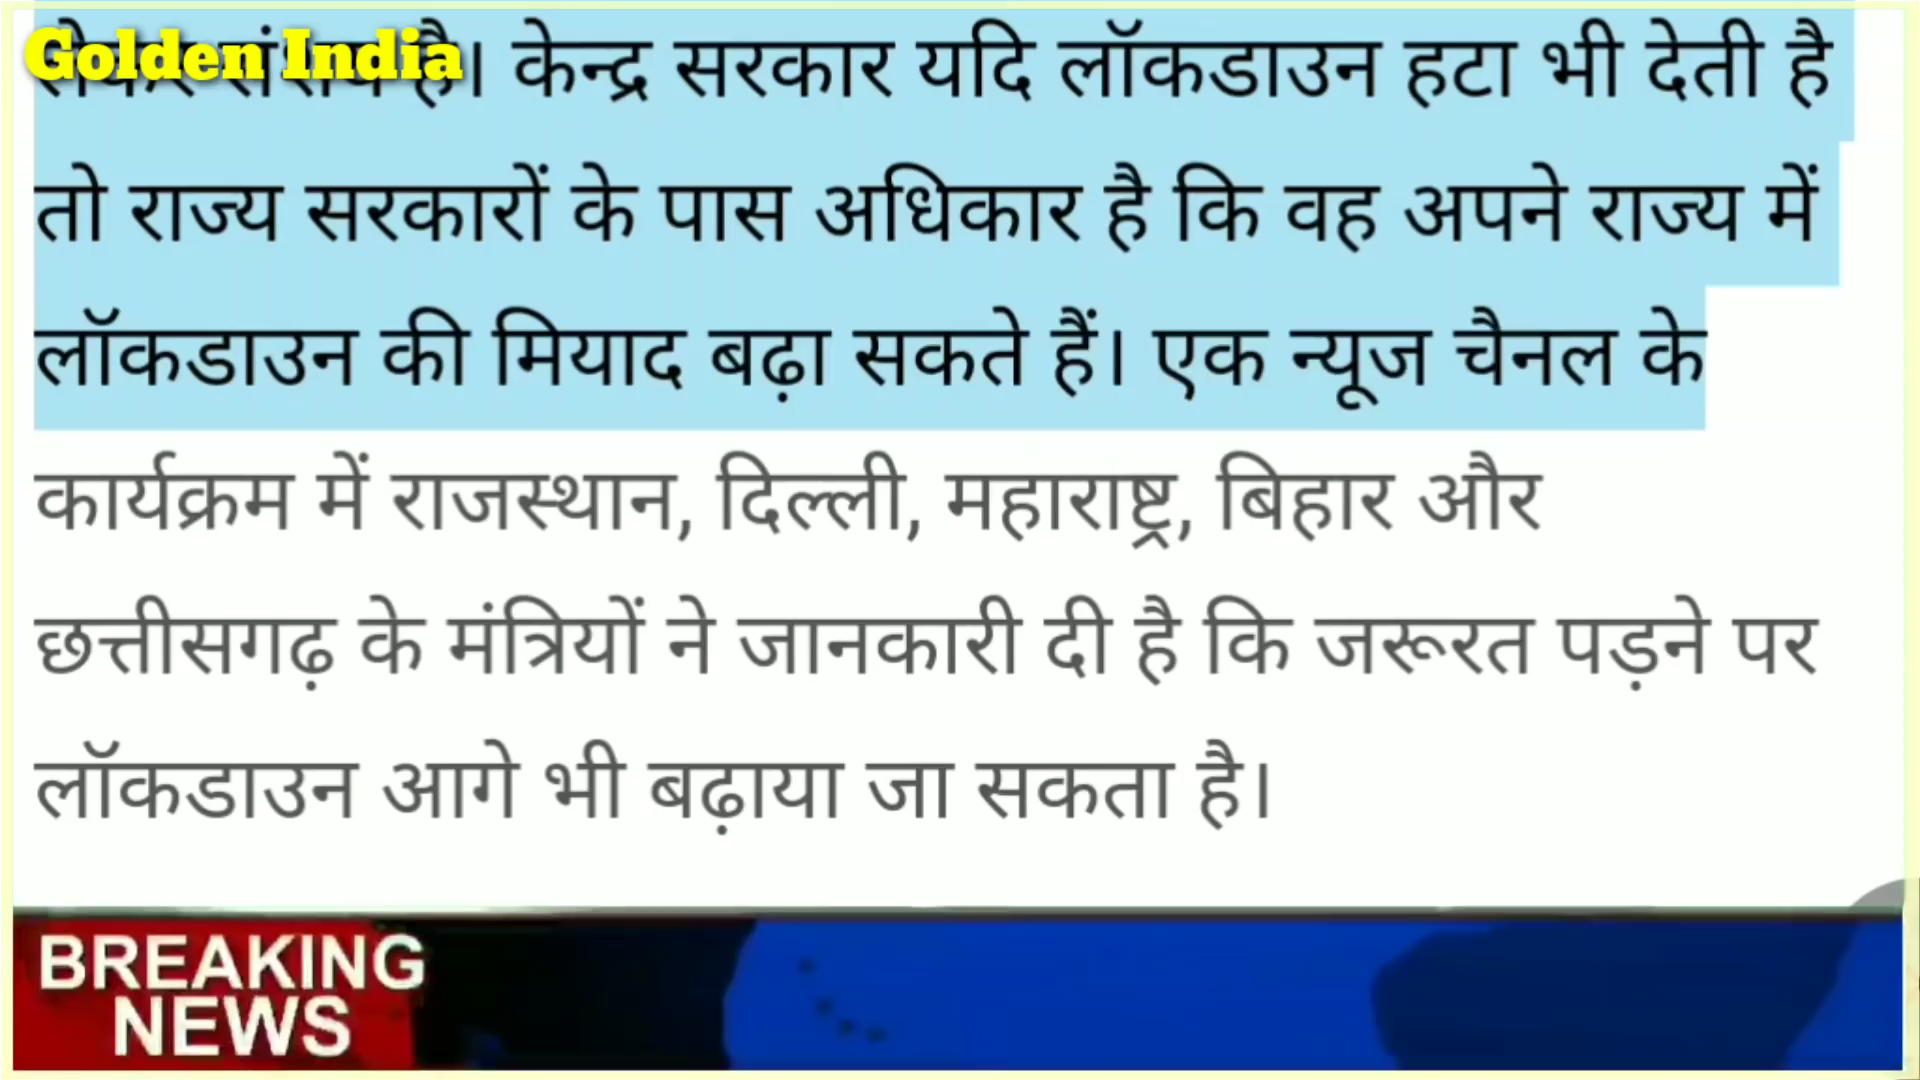 Golden India
है। केन्द्र सरकार यदि लॉकडाउन हटा भी देती है
तो राज्य सरकारों के पास अधिकार है कि वह अपने राज्य में
लॉकडाउन की मियाद बढ़ा सकते हैं। एक न्यूज चैनल के
कार्यक्रम में राजस्थान, दिल्ली, महाराष्ट्र, बिहार और
छत्तीसगढ़ के मंत्रियों ने जानकारी दी है कि जरूरत पड़ने पर
लॉकडाउन आगे भी बढ़ाया जा सकता है।
BREAKING
NEWS